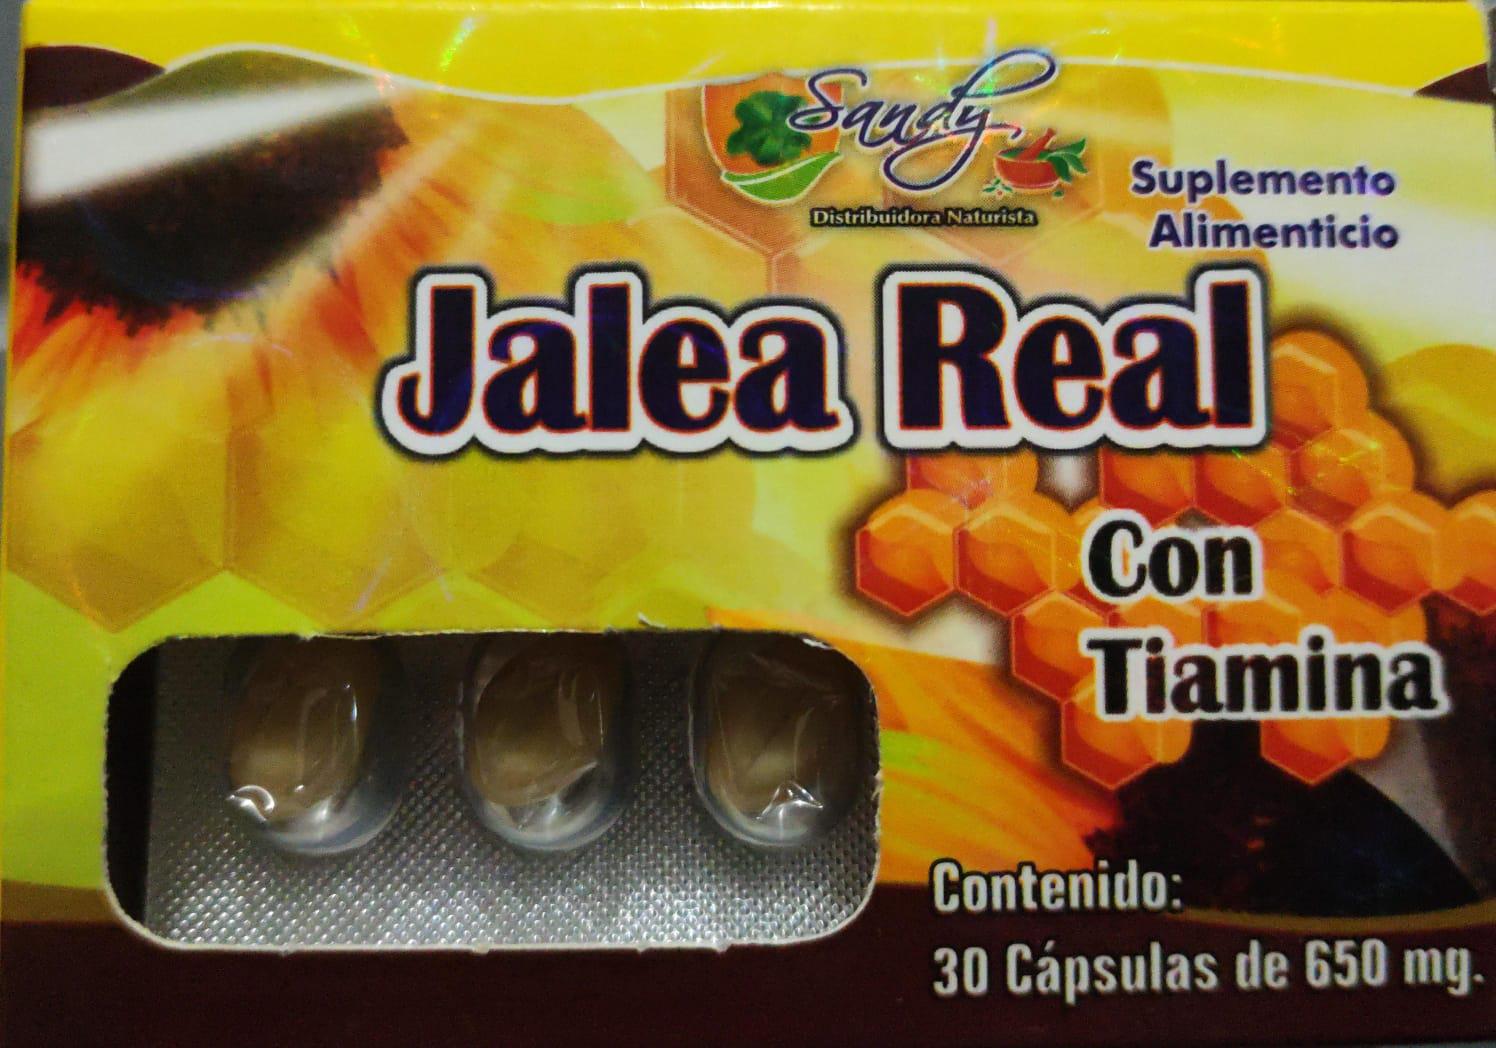 Sandy
Distribuidora Naturista
Suplemento
Alimenticio
Jalea Real
Con
Tiamina
Contenido:
30 Cápsulas de 650 mg.